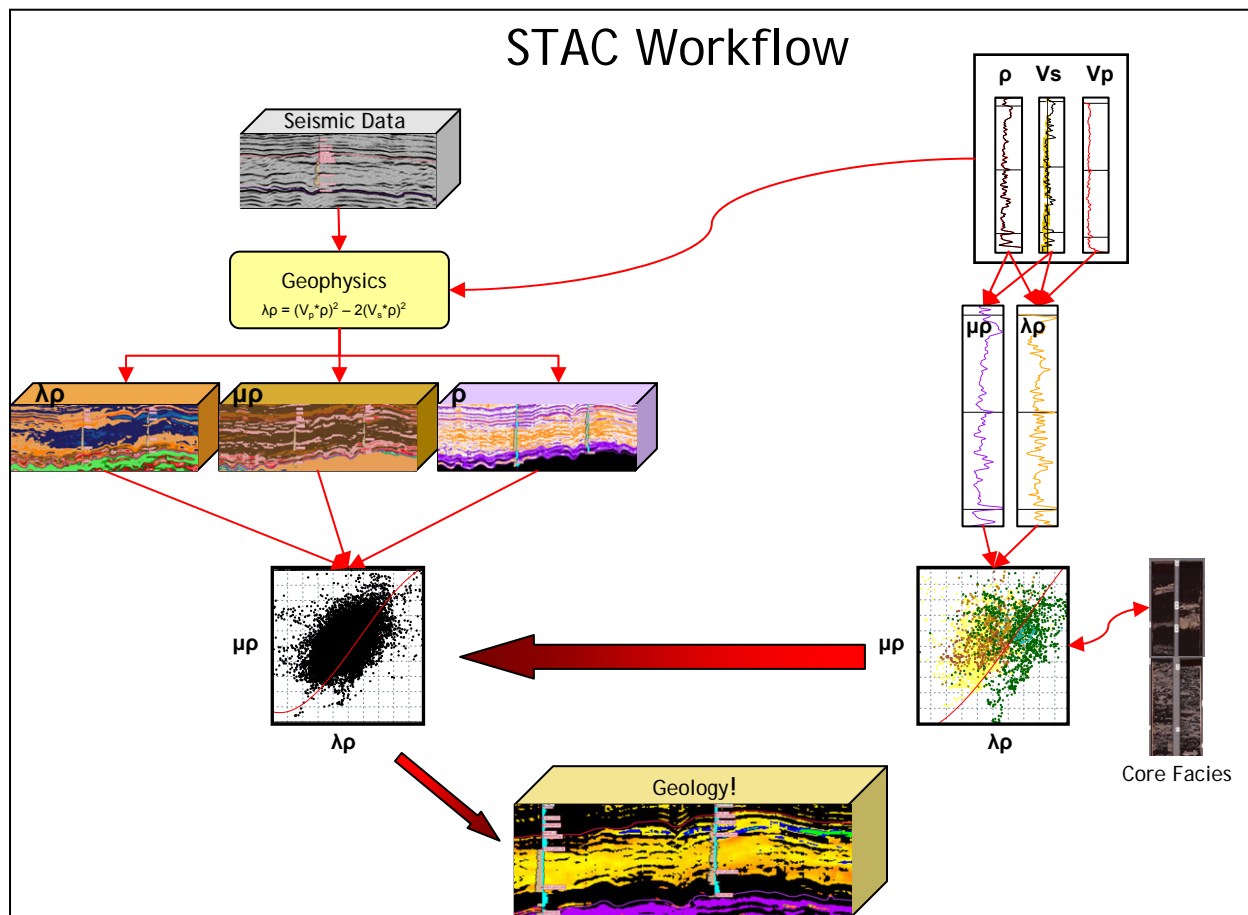 STAC Workflow
ρ Vs Vp
Seismic Data
Geophysics
λρ = (Vp*ρ)² – 2(Vs*ρ)²
μρ λρ
λρ μρ ρ
μρ
λρ
μρ
λρ
Core Facies
Geology!